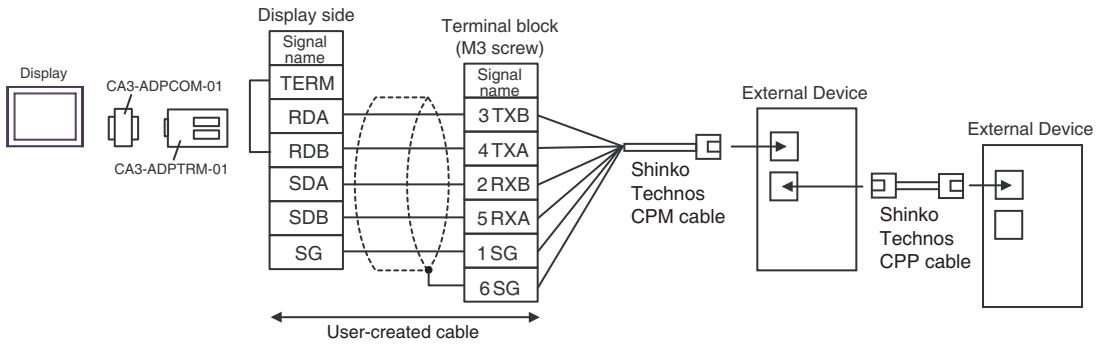 Display
CA3-ADPCOM-01
CA3-ADPTRM-01
Display side
Signal
name
TERM
RDA
RDB
SDA
SDB
SG
Terminal block
(M3 screw)
Signal
name
3 TXB
4 TXA
2 RXB
5 RXA
1 SG
6 SG
User-created cable
Shinko
Technos
CPM cable
External Device
Shinko
Technos
CPP cable
External Device